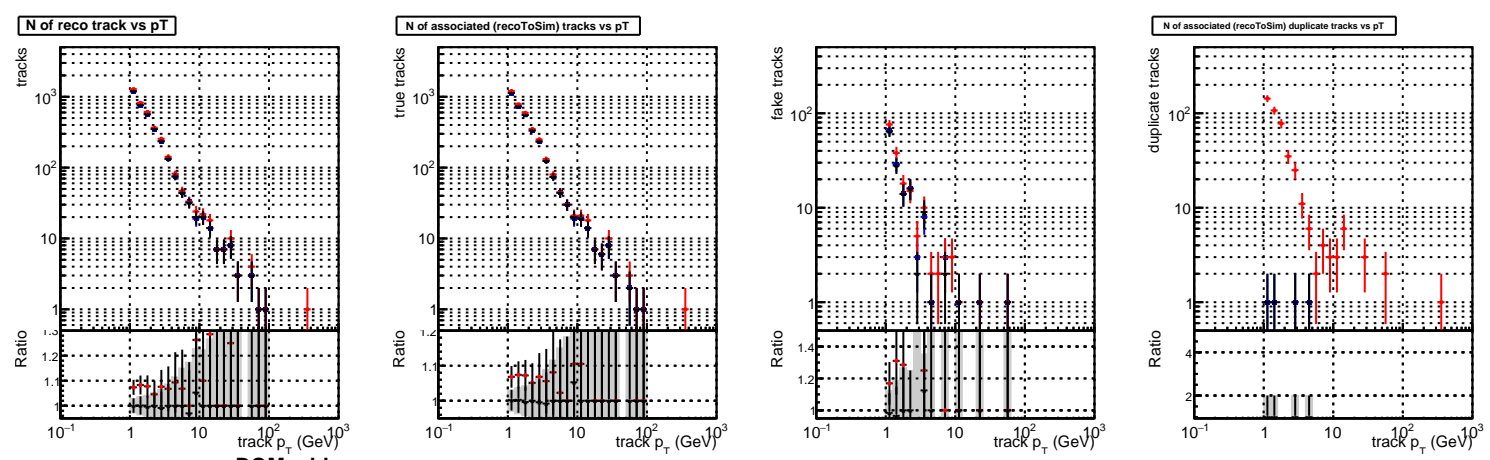 N of reco track vs pT
tracks
10³
10²
10
1
Ratio
1.3
1.2
1.1
1
10⁻¹ 1 10 10² 10³
track p_T (GeV)
N of associated (recoToSim) tracks vs pT
true tracks
10³
10²
10
1
Ratio
1.2
1.1
1
10⁻¹ 1 10 10² 10³
track p_T (GeV)
fake tracks
10²
10
1
Ratio
1.4
1.2
1
10⁻¹ 1 10 10² 10³
track p_T (GeV)
N of associated (recoToSim) duplicate tracks vs pT
duplicate tracks
10²
10
1
Ratio
4
2
10⁻¹ 1 10 10² 10³
track p_T (GeV)